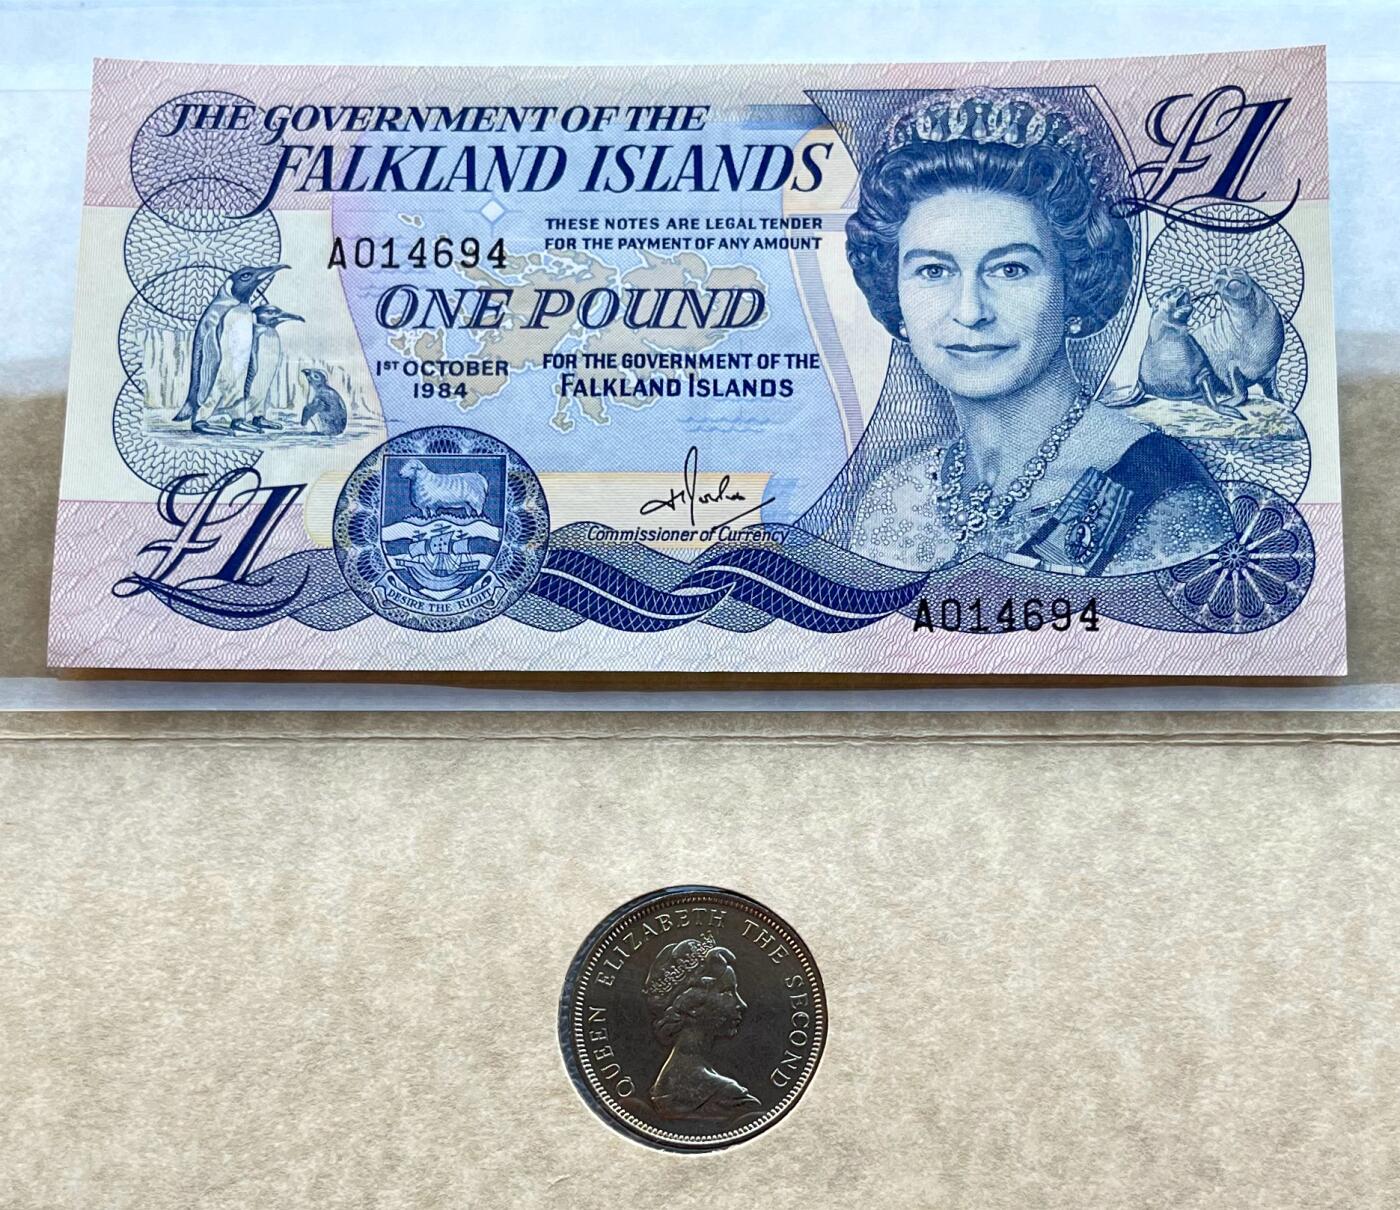 THE GOVERNMENT OF THE
FALKLAND ISLANDS
£1
THESE NOTES ARE LEGAL TENDER
FOR THE PAYMENT OF ANY AMOUNT
A014694
ONE POUND
1ST OCTOBER
1984
FOR THE GOVERNMENT OF THE
FALKLAND ISLANDS
£1
Commissioner of Currency
DESIRE THE RIGHT
A014694
QUEEN ELIZABETH THE SECOND